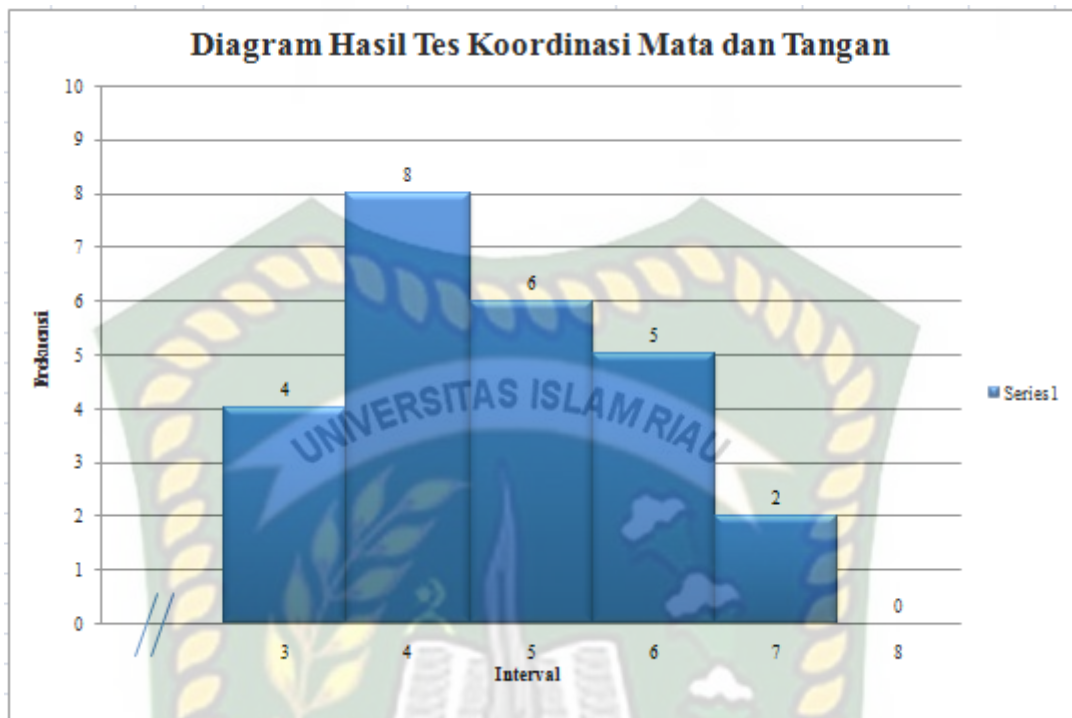 Diagram Hasil Tes Koordinasi Mata dan Tangan
10
9
8
7
6
5
4
3
2
1
0
Frekuensi
4
8
6
5
2
0
3 4 5 6 7 8
Interval
Series1
UNIVERSITAS ISLAM RIAU